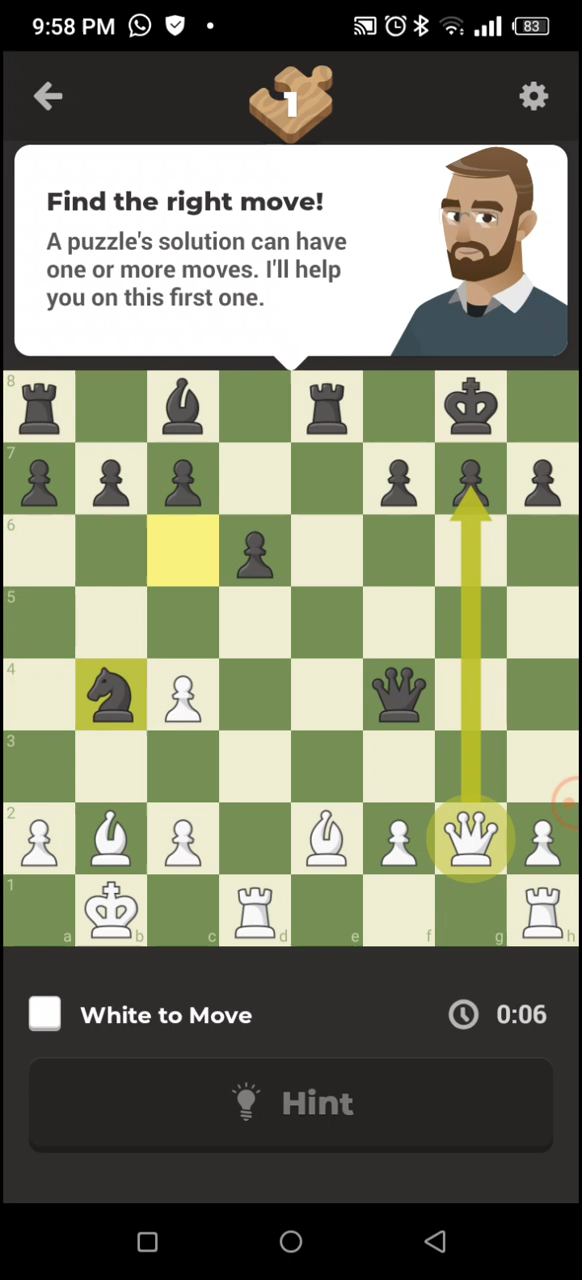 9:58 PM 83
1
Find the right move!
A puzzle's solution can have
one or more moves. I'll help
you on this first one.
8
7
6
5
4
3
2
1
a b c d e f g h
White to Move 0:06
Hint